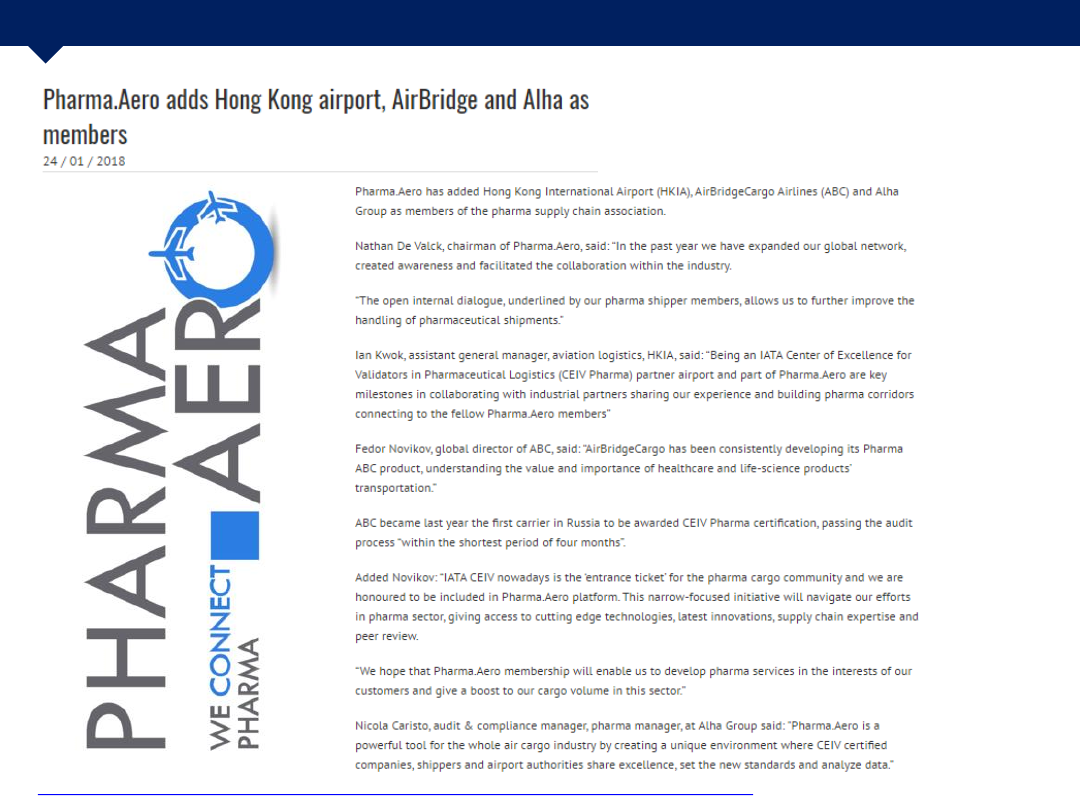 Pharma.Aero adds Hong Kong airport, AirBridge and Alha as
members
24 / 01 / 2018
PHARMA
AERO
WE CONNECT
PHARMA
Pharma.Aero has added Hong Kong International Airport (HKIA), AirBridgeCargo Airlines (ABC) and Alha
Group as members of the pharma supply chain association.
Nathan De Valck, chairman of Pharma.Aero, said: “In the past year we have expanded our global network,
created awareness and facilitated the collaboration within the industry.
“The open internal dialogue, underlined by our pharma shipper members, allows us to further improve the
handling of pharmaceutical shipments.”
Ian Kwok, assistant general manager, aviation logistics, HKIA, said: “Being an IATA Center of Excellence for
Validators in Pharmaceutical Logistics (CEIV Pharma) partner airport and part of Pharma.Aero are key
milestones in collaborating with industrial partners sharing our experience and building pharma corridors
connecting to the fellow Pharma.Aero members”
Fedor Novikov, global director of ABC, said: “AirBridgeCargo has been consistently developing its Pharma
ABC product, understanding the value and importance of healthcare and life-science products’
transportation.”
ABC became last year the first carrier in Russia to be awarded CEIV Pharma certification, passing the audit
process “within the shortest period of four months”.
Added Novikov: “IATA CEIV nowadays is the ‘entrance ticket’ for the pharma cargo community and we are
honoured to be included in Pharma.Aero platform. This narrow-focused initiative will navigate our efforts
in pharma sector, giving access to cutting edge technologies, latest innovations, supply chain expertise and
peer review.
“We hope that Pharma.Aero membership will enable us to develop pharma services in the interests of our
customers and give a boost to our cargo volume in this sector.”
Nicola Caristo, audit & compliance manager, pharma manager, at Alha Group said: “Pharma.Aero is a
powerful tool for the whole air cargo industry by creating a unique environment where CEIV certified
companies, shippers and airport authorities share excellence, set the new standards and analyze data.”